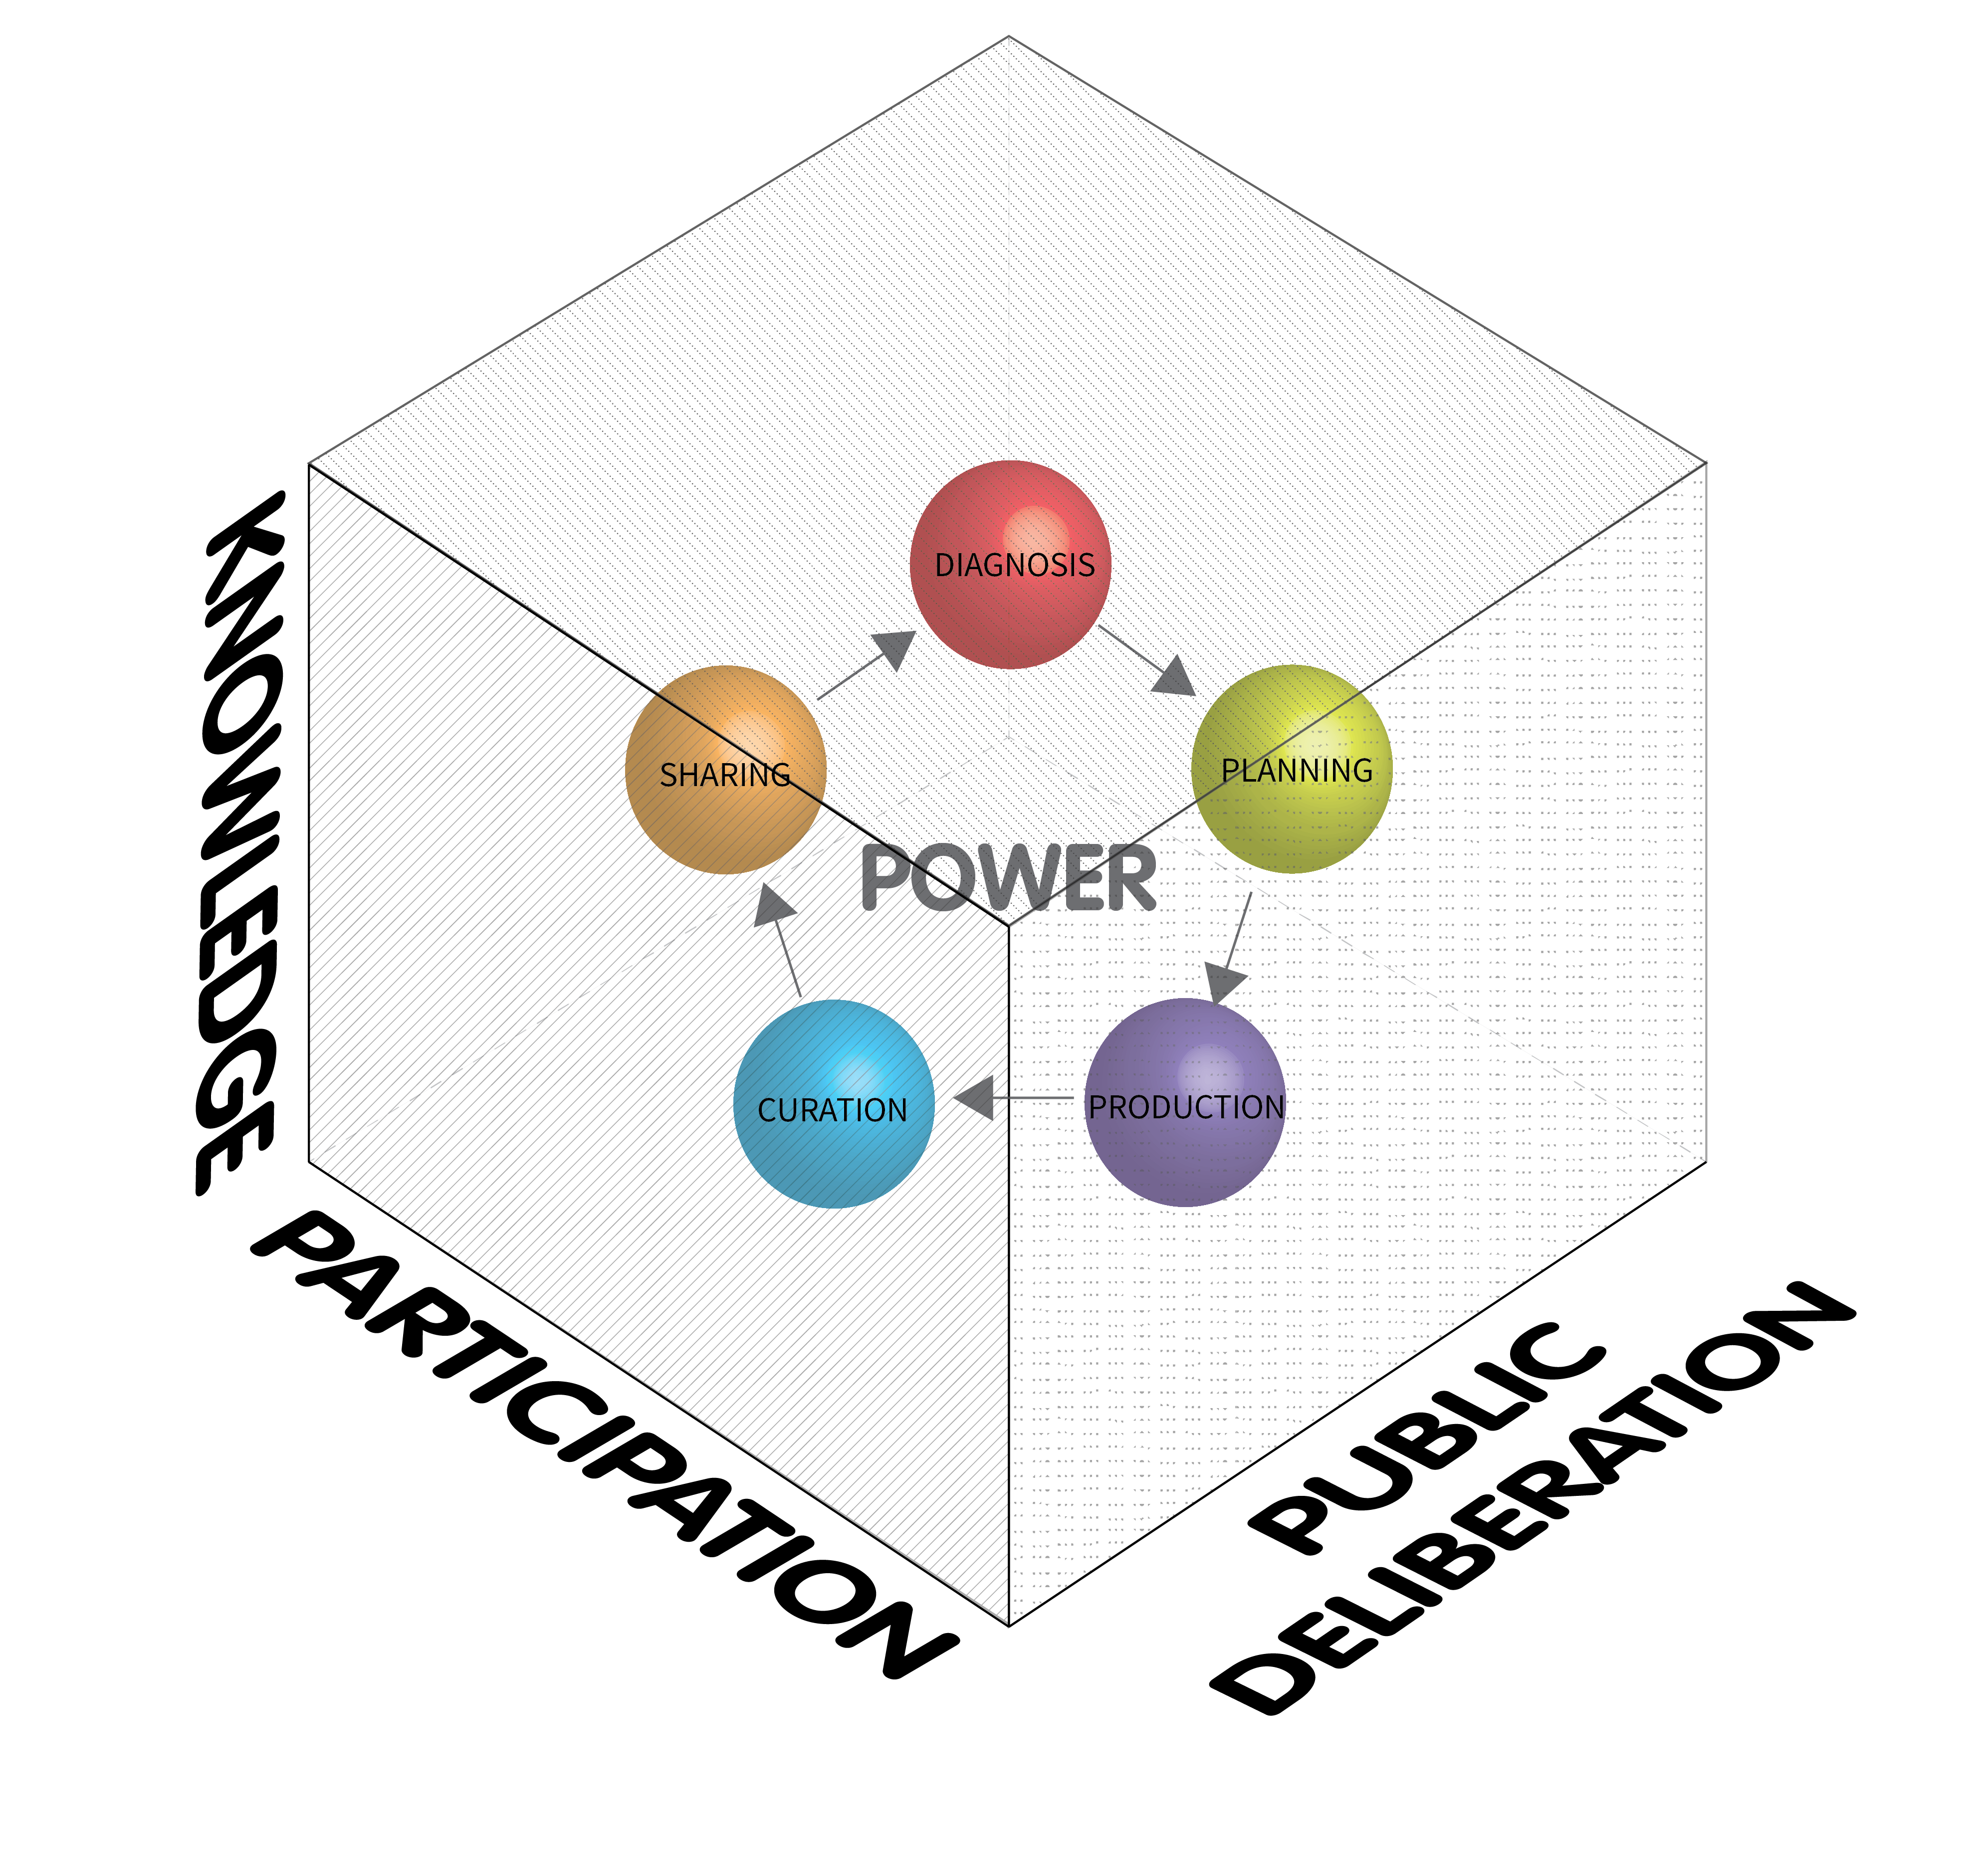 DIAGNOSIS
SHARING
PLANNING
POWER
CURATION
PRODUCTION
KNOWLEDGE
PARTICIPATION
PUBLIC
DELIBERATION